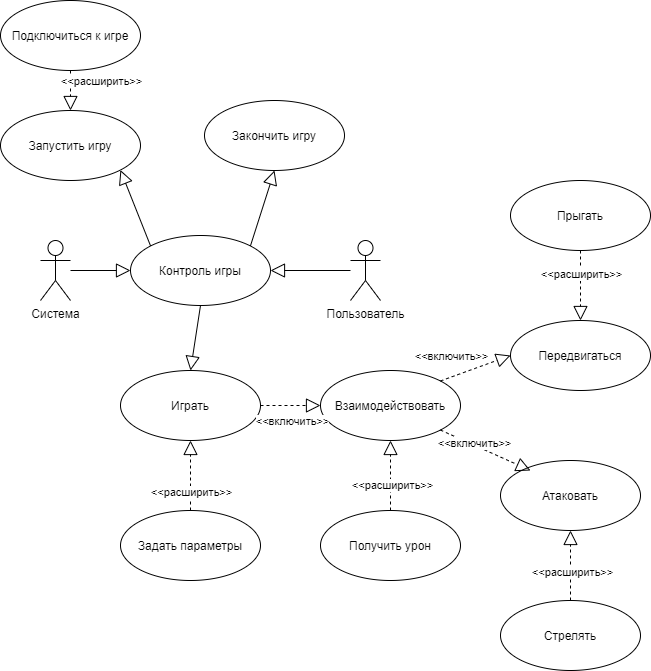 Подключиться к игре
<<расширить>>
Запустить игру
Закончить игру
Прыгать
<<расширить>>
Контроль игры
Система
Пользователь
<<включить>>
Передвигаться
Играть
Взаимодействовать
<<включить>>
<<включить>>
<<расширить>>
<<расширить>>
Атаковать
Задать параметры
Получить урон
<<расширить>>
Стрелять